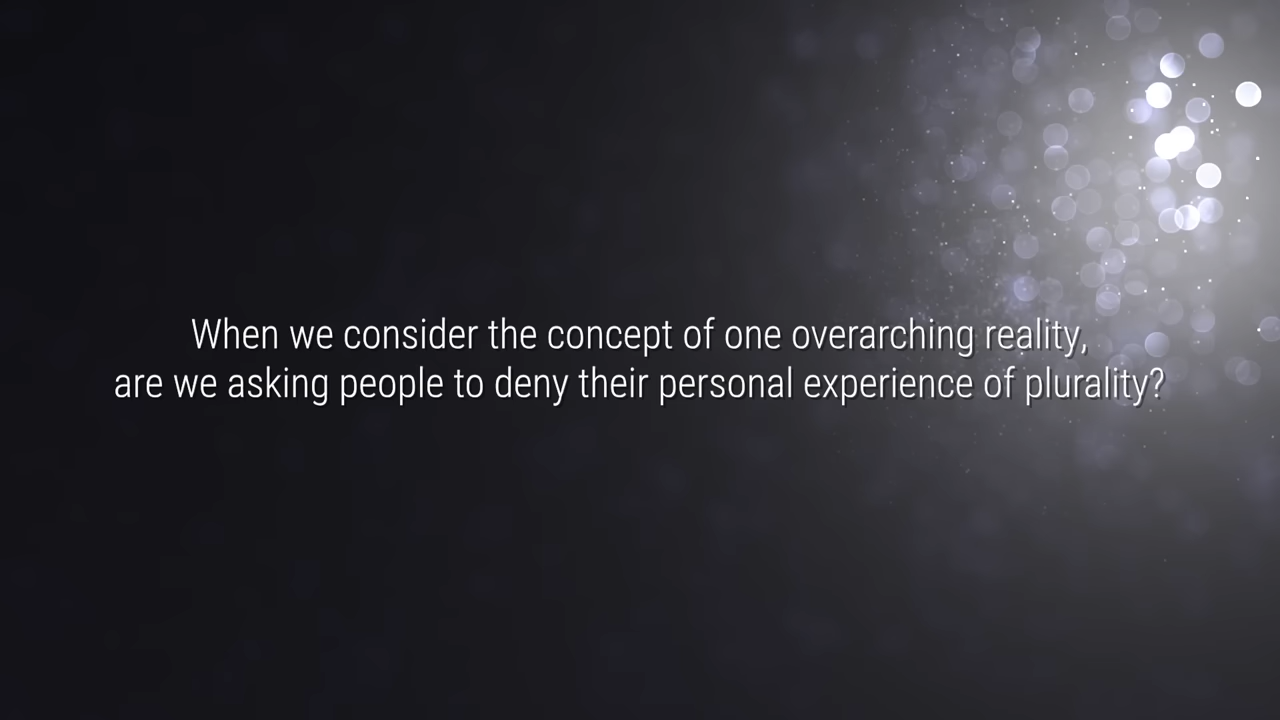 When we consider the concept of one overarching reality,
are we asking people to deny their personal experience of plurality?